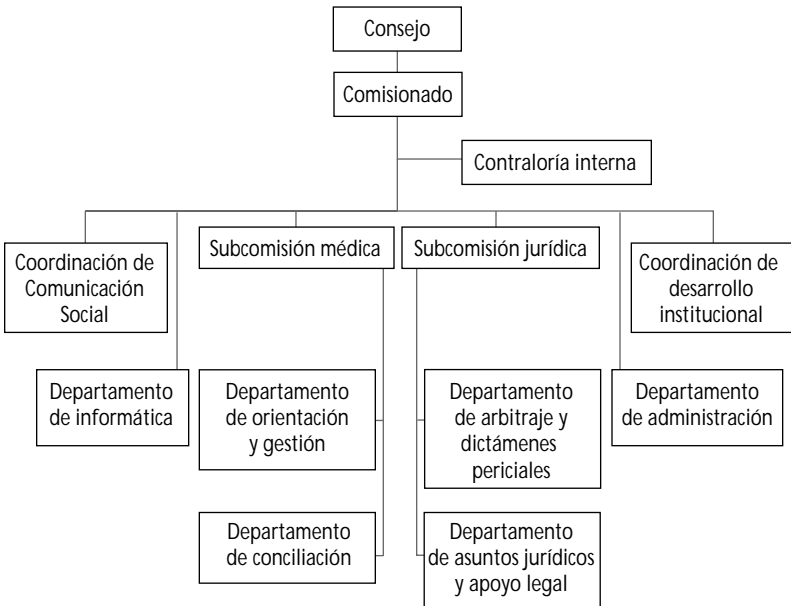 Consejo
Comisionado
Contraloría interna
Coordinación de
Comunicación
Social
Subcomisión médica
Subcomisión jurídica
Coordinación de
desarrollo
institucional
Departamento
de informática
Departamento
de orientación
y gestión
Departamento
de arbitraje y
dictámenes
periciales
Departamento
de administración
Departamento
de conciliación
Departamento
de asuntos jurídicos
y apoyo legal